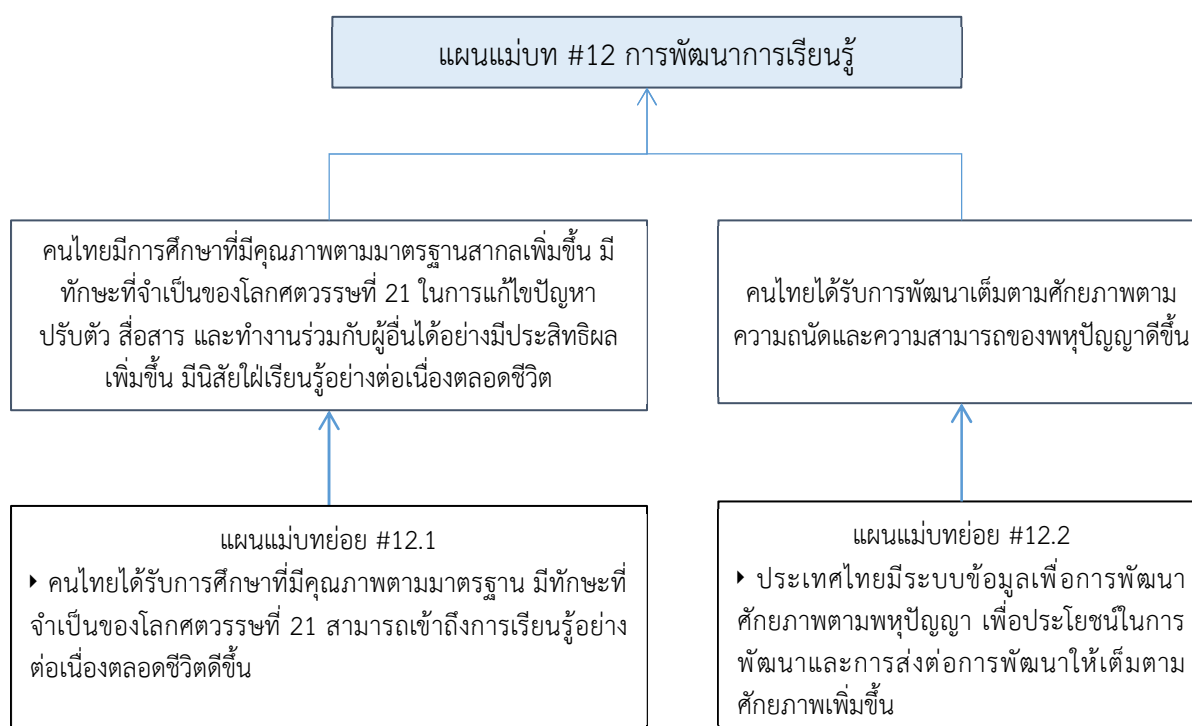 แผนแม่บท #12 การพัฒนาการเรียนรู้
คนไทยมีการศึกษาที่มีคุณภาพตามมาตรฐานสากลเพิ่มขึ้น มี
ทักษะที่จำเป็นของโลกศตวรรษที่ 21 ในการแก้ไขปัญหา
ปรับตัว สื่อสาร และทำงานร่วมกับผู้อื่นได้อย่างมีประสิทธิผล
เพิ่มขึ้น มีนิสัยใฝ่เรียนรู้อย่างต่อเนื่องตลอดชีวิต
คนไทยได้รับการพัฒนาเต็มตามศักยภาพตาม
ความถนัดและความสามารถของพหุปัญญาดีขึ้น
แผนแม่บทย่อย #12.1
‣ คนไทยได้รับการศึกษาที่มีคุณภาพตามมาตรฐาน มีทักษะที่
จำเป็นของโลกศตวรรษที่ 21 สามารถเข้าถึงการเรียนรู้อย่าง
ต่อเนื่องตลอดชีวิตดีขึ้น
แผนแม่บทย่อย #12.2
‣ ประเทศไทยมีระบบข้อมูลเพื่อการพัฒนา
ศักยภาพตามพหุปัญญา เพื่อประโยชน์ในการ
พัฒนาและการส่งต่อการพัฒนาให้เต็มตาม
ศักยภาพเพิ่มขึ้น